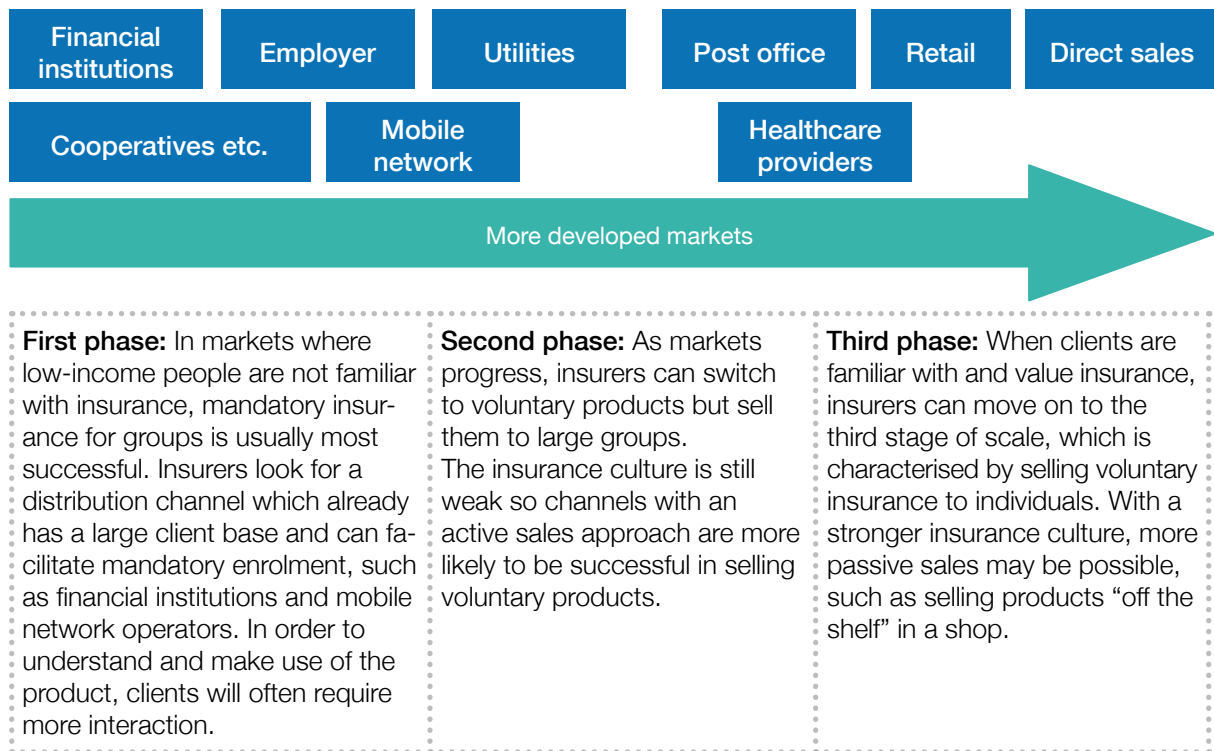 Financial
institutions
Employer
Utilities
Post office
Retail
Direct sales
Cooperatives etc.
Mobile
network
Healthcare
providers
More developed markets
First phase: In markets where
low-income people are not familiar
with insurance, mandatory insur-
ance for groups is usually most
successful. Insurers look for a
distribution channel which already
has a large client base and can fa-
cilitate mandatory enrolment, such
as financial institutions and mobile
network operators. In order to
understand and make use of the
product, clients will often require
more interaction.
Second phase: As markets
progress, insurers can switch
to voluntary products but sell
them to large groups.
The insurance culture is still
weak so channels with an
active sales approach are more
likely to be successful in selling
voluntary products.
Third phase: When clients are
familiar with and value insurance,
insurers can move on to the
third stage of scale, which is
characterised by selling voluntary
insurance to individuals. With a
stronger insurance culture, more
passive sales may be possible,
such as selling products “off the
shelf” in a shop.